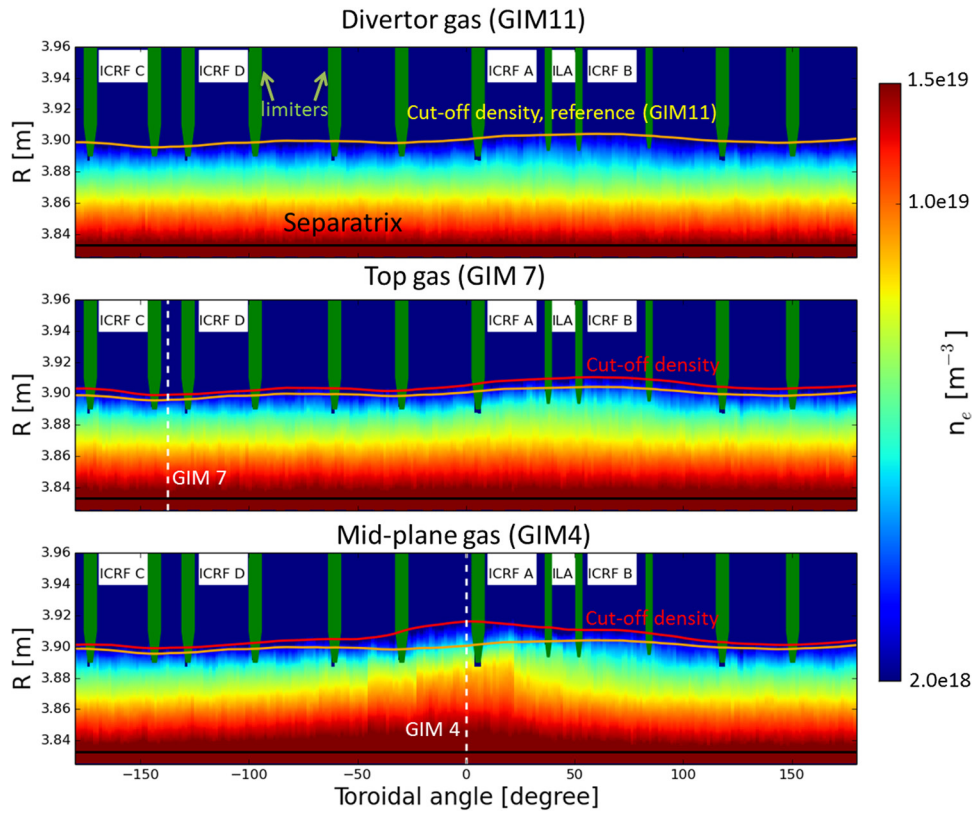 Divertor gas (GIM11)
3.96
3.94
3.92
3.90
3.88
3.86
3.84
R [m]
ICRF C
ICRF D
limiters
ICRF A
ILA
ICRF B
Cut-off density, reference (GIM11)
Separatrix
Top gas (GIM 7)
3.96
3.94
3.92
3.90
3.88
3.86
3.84
R [m]
ICRF C
ICRF D
ICRF A
ILA
ICRF B
Cut-off density
GIM 7
Mid-plane gas (GIM4)
3.96
3.94
3.92
3.90
3.88
3.86
3.84
R [m]
ICRF C
ICRF D
ICRF A
ILA
ICRF B
Cut-off density
GIM 4
−150
−100
−50
0
50
100
150
Toroidal angle [degree]
1.5e19
1.0e19
2.0e18
nₑ [m⁻³]